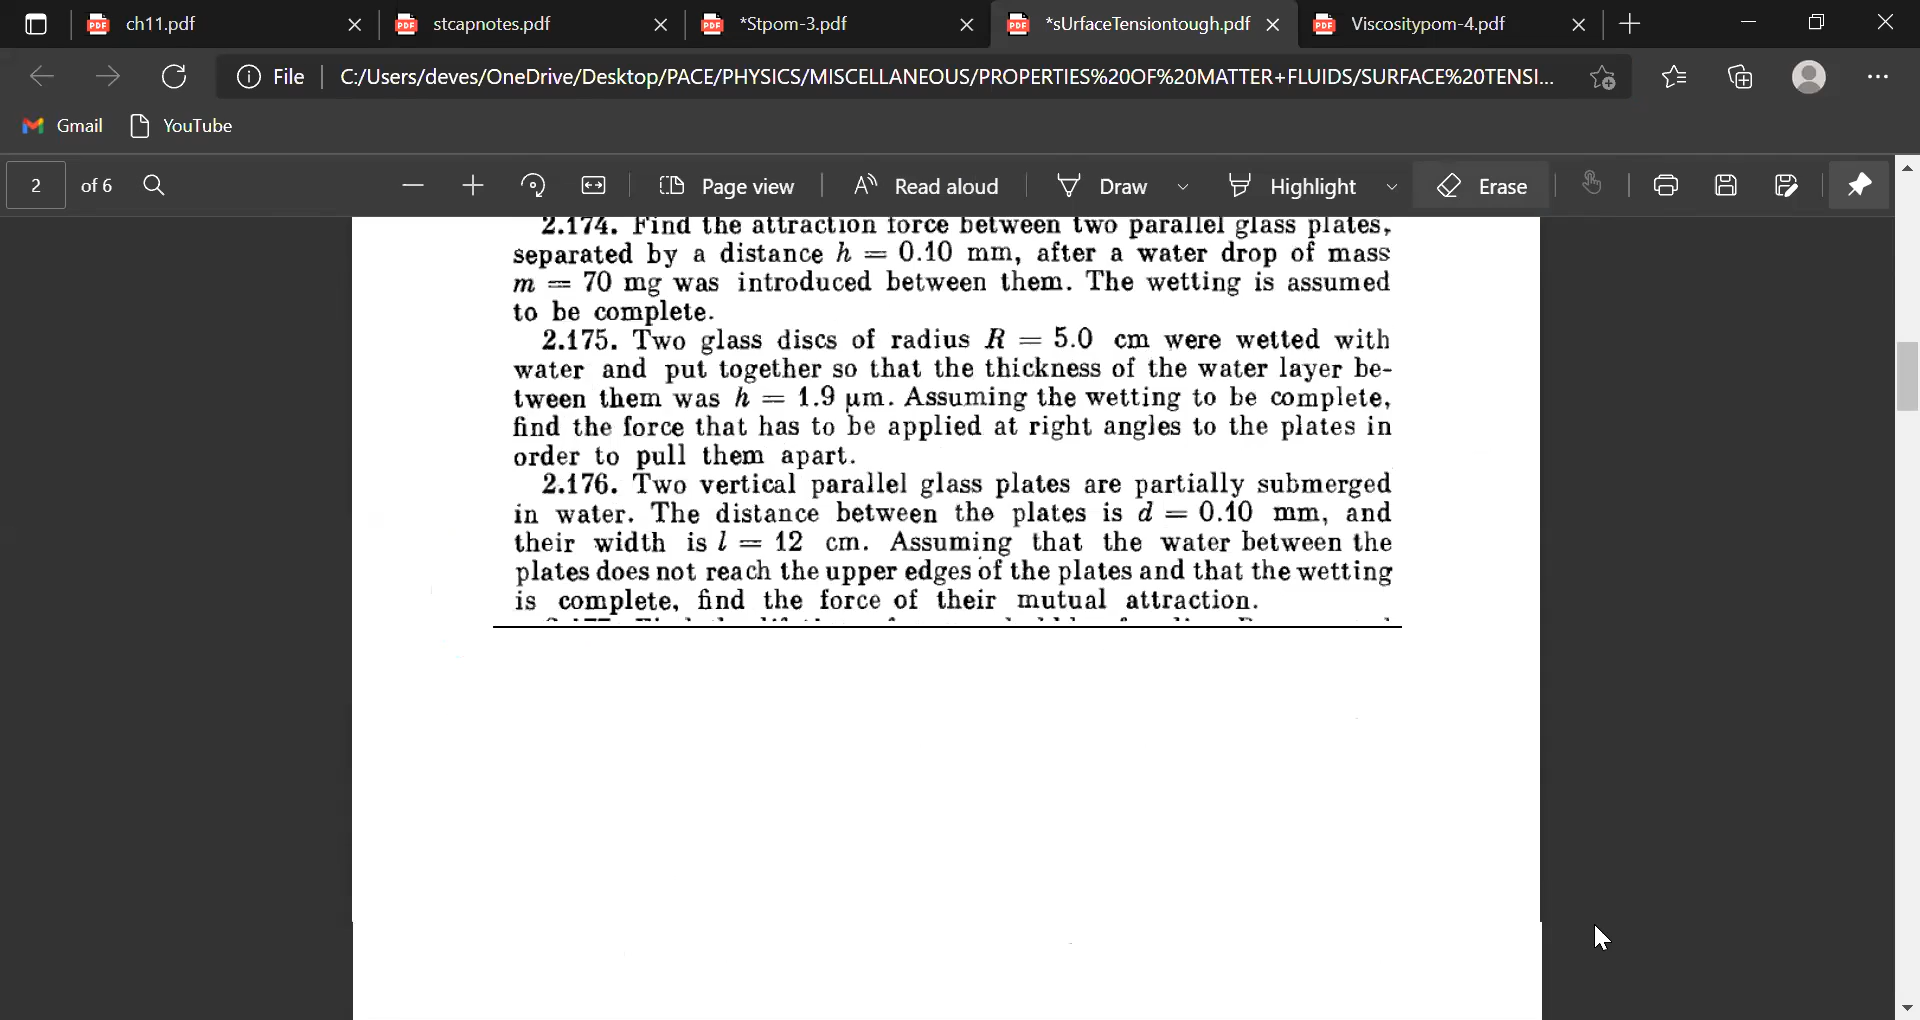 ch11.pdf
stcapnotes.pdf
*Stpom-3.pdf
*sUrfaceTensiontough.pdf
Viscositypom-4.pdf
File
C:/Users/deves/OneDrive/Desktop/PACE/PHYSICS/MISCELLANEOUS/PROPERTIES%20OF%20MATTER+FLUIDS/SURFACE%20TENSI...
Gmail
YouTube
2 of 6
Page view
Read aloud
Draw
Highlight
Erase
2.174. Find the attraction force between two parallel glass plates,
separated by a distance h = 0.10 mm, after a water drop of mass
m = 70 mg was introduced between them. The wetting is assumed
to be complete.
2.175. Two glass discs of radius R = 5.0 cm were wetted with
water and put together so that the thickness of the water layer be-
tween them was h = 1.9 μm. Assuming the wetting to be complete,
find the force that has to be applied at right angles to the plates in
order to pull them apart.
2.176. Two vertical parallel glass plates are partially submerged
in water. The distance between the plates is d = 0.10 mm, and
their width is l = 12 cm. Assuming that the water between the
plates does not reach the upper edges of the plates and that the wetting
is complete, find the force of their mutual attraction.